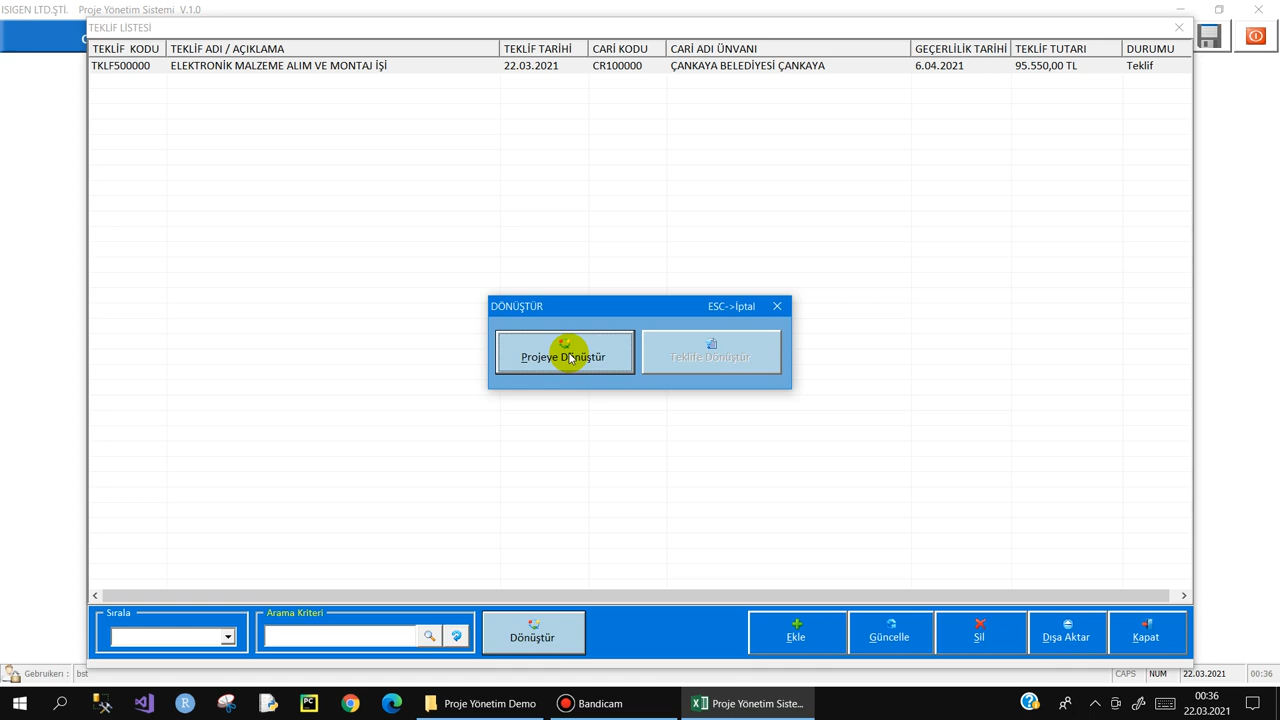 ISIGEN LTD.ŞTİ. Proje Yönetim Sistemi V.1.0
TEKLİF LİSTESİ
TEKLİF KODU TEKLİF ADI / AÇIKLAMA TEKLİF TARİHİ CARİ KODU CARİ ADI ÜNVANI GEÇERLİLİK TARİHİ TEKLİF TUTARI DURUMU
TKLF500000 ELEKTRONİK MALZEME ALIM VE MONTAJ İŞİ 22.03.2021 CR100000 ÇANKAYA BELEDİYESİ ÇANKAYA 6.04.2021 95.550,00 TL Teklif
DÖNÜŞTÜR ESC->İptal
Projeye Dönüştür Teklife Dönüştür
Sırala Arama Kriteri
Dönüştür Ekle Güncelle Sil Dışa Aktar Kapat
Gebruikerı : bst CAPS NUM 22.03.2021 00:36
Proje Yönetim Demo Bandicam Proje Yönetim Siste... 00:36
22.03.2021